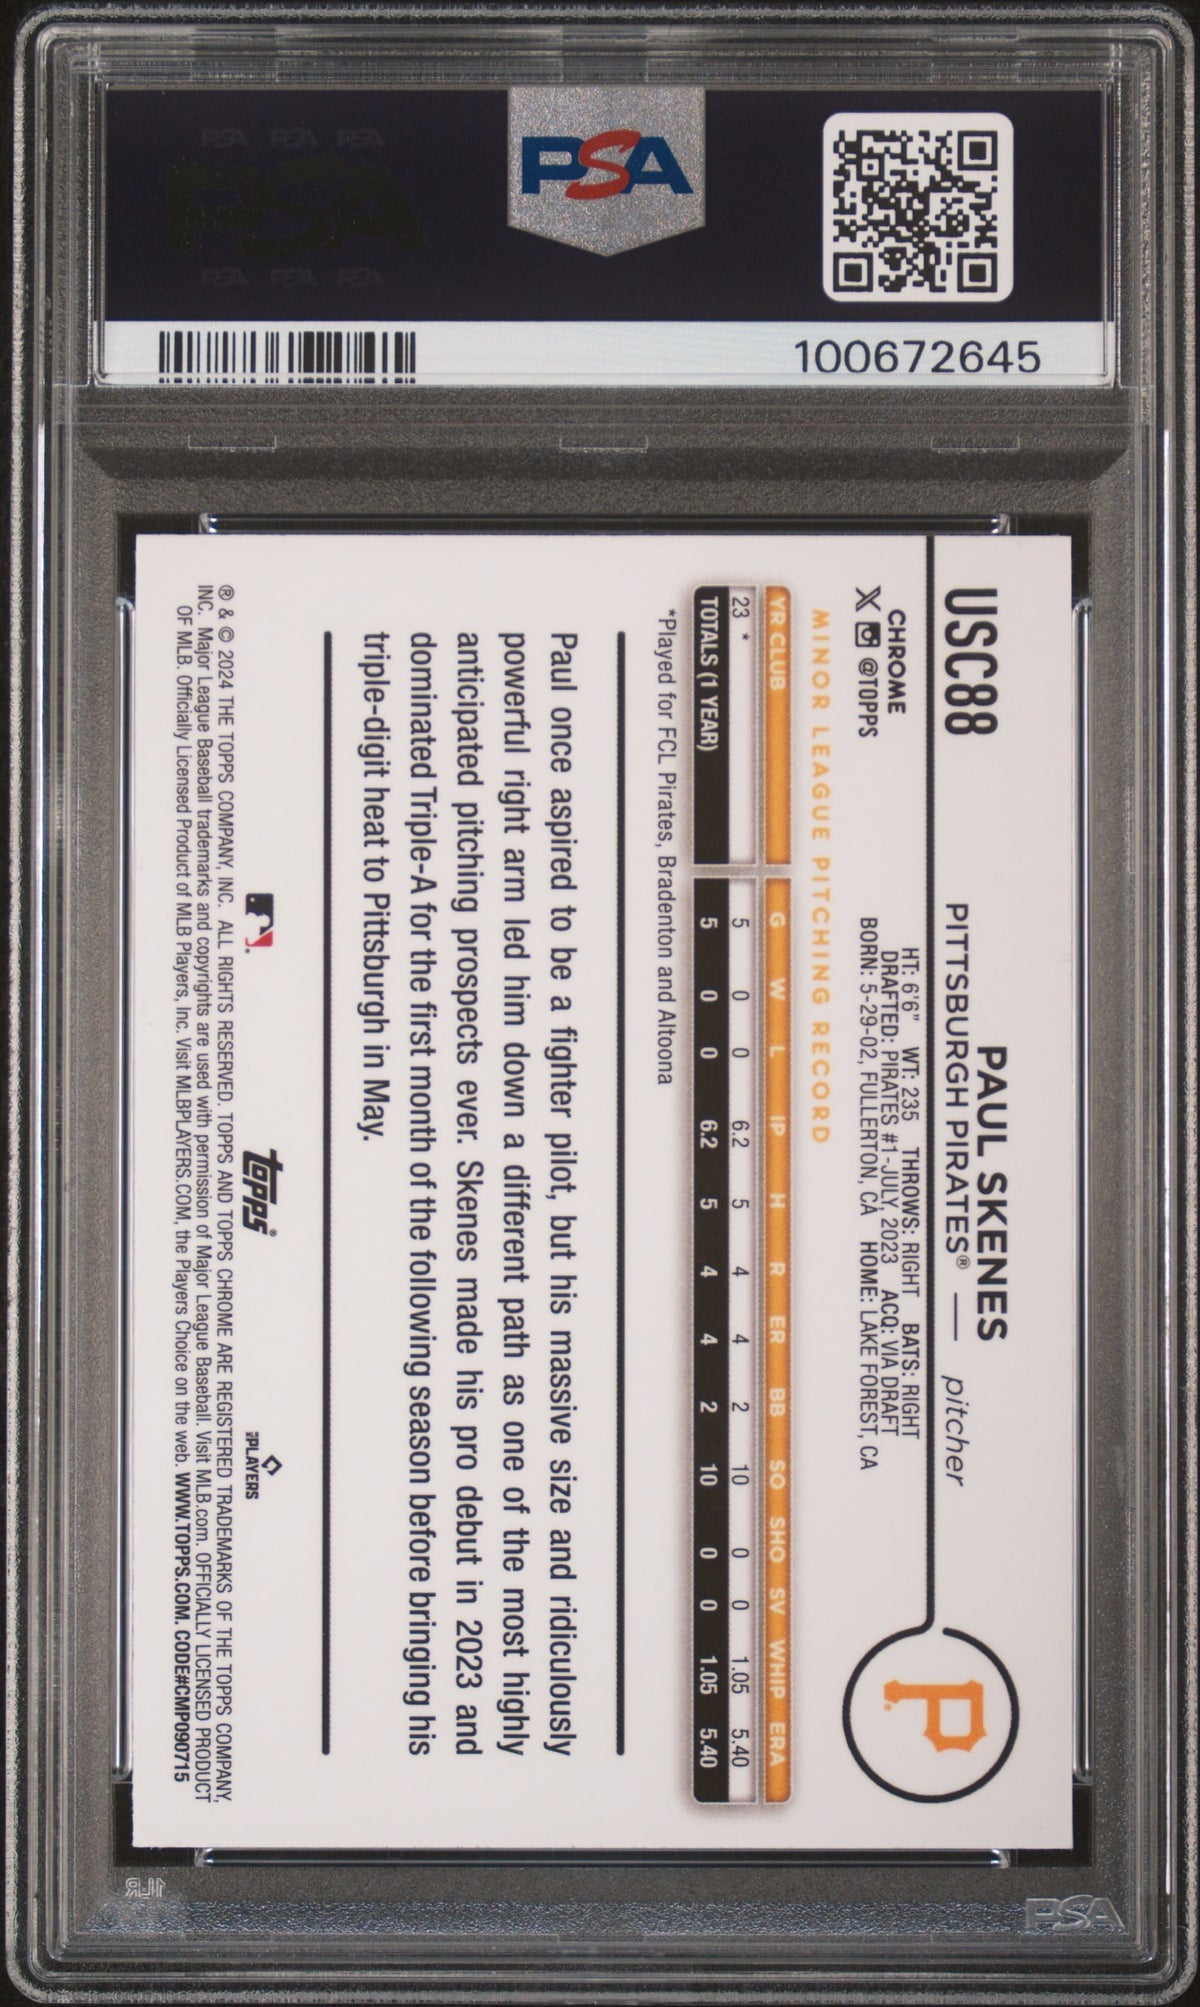 PSA PSA PSA
PSA
PSA PSA PSA
PSA
100672645
USC88
PAUL SKENES
PITTSBURGH PIRATES® — pitcher
CHROME
X @TOPPS
HT: 6'6" WT: 235 THROWS: RIGHT BATS: RIGHT
DRAFTED: PIRATES #1-JULY, 2023 ACQ: VIA DRAFT
BORN: 5-29-02, FULLERTON, CA HOME: LAKE FOREST, CA
P
MINOR LEAGUE PITCHING RECORD
YR CLUB G W L IP H R ER BB SO SHO SV WHIP ERA
23 * 5 0 0 6.2 5 4 4 2 10 0 0 1.05 5.40
TOTALS (1 YEAR) 5 0 0 6.2 5 4 4 2 10 0 0 1.05 5.40
*Played for FCL Pirates, Bradenton and Altoona
Paul once aspired to be a fighter pilot, but his massive size and ridiculously
powerful right arm led him down a different path as one of the most highly
anticipated pitching prospects ever. Skenes made his pro debut in 2023 and
dominated Triple-A for the first month of the following season before bringing his
triple-digit heat to Pittsburgh in May.
topps®
PLAYERS
® & © 2024 THE TOPPS COMPANY, INC. ALL RIGHTS RESERVED. TOPPS AND TOPPS CHROME ARE REGISTERED TRADEMARKS OF THE TOPPS COMPANY,
INC. Major League Baseball trademarks and copyrights are used with permission of Major League Baseball. Visit MLB.com. OFFICIALLY LICENSED PRODUCT
OF MLB. Officially Licensed Product of MLB Players, Inc. Visit MLBPLAYERS.COM, the Players Choice on the web. WWW.TOPPS.COM. CODE#CMP090715
PSA